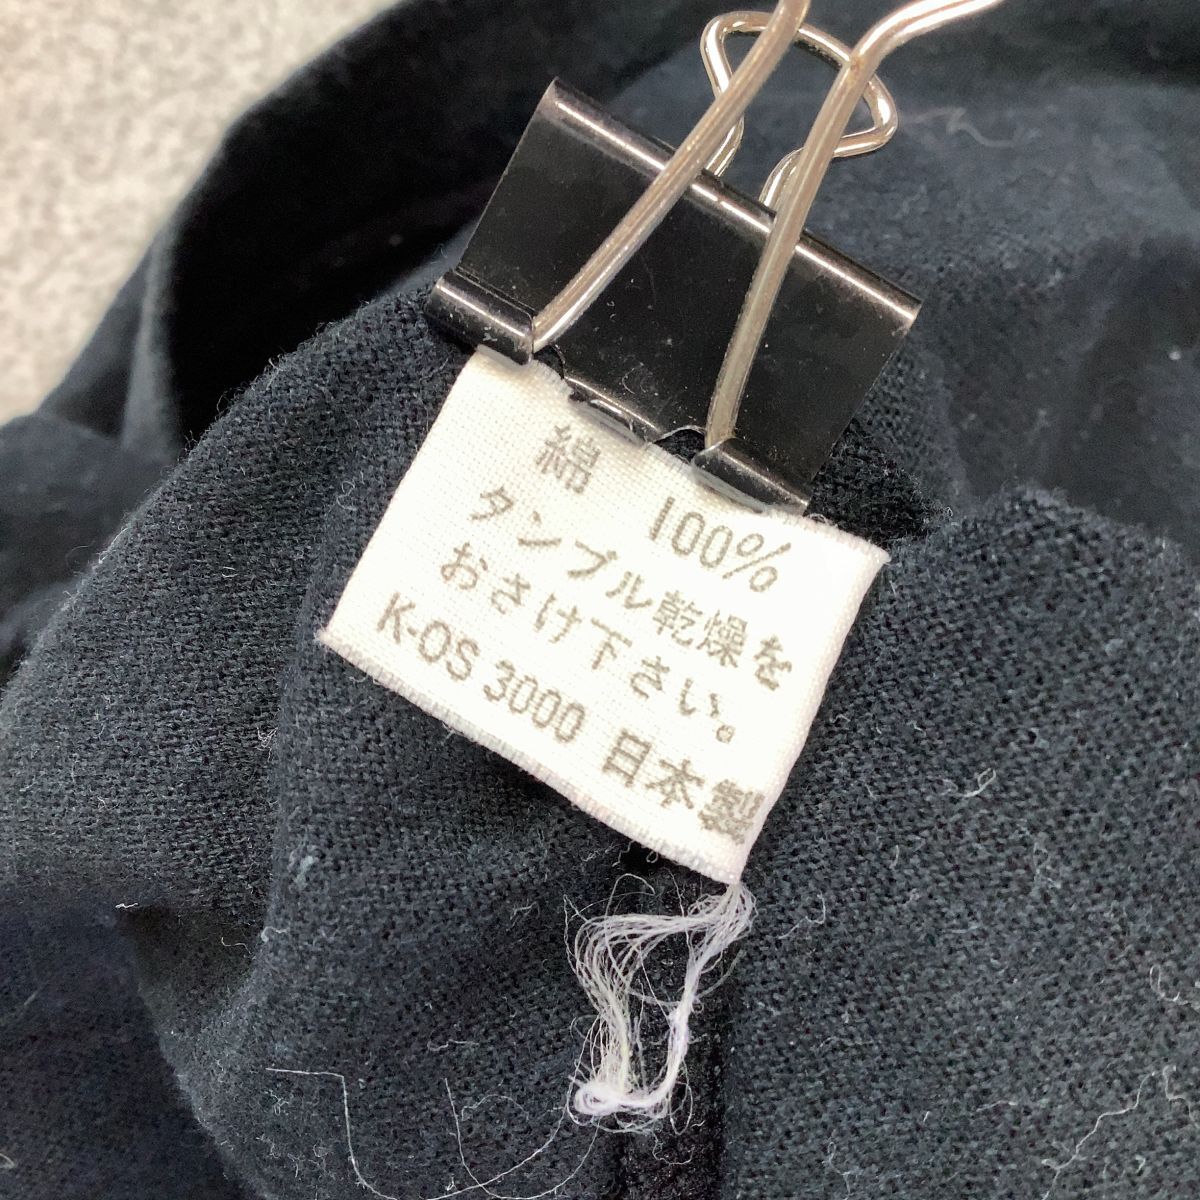 綿 100%
タンブル乾燥を
おさけ下さい。
K-OS 3000 日本製